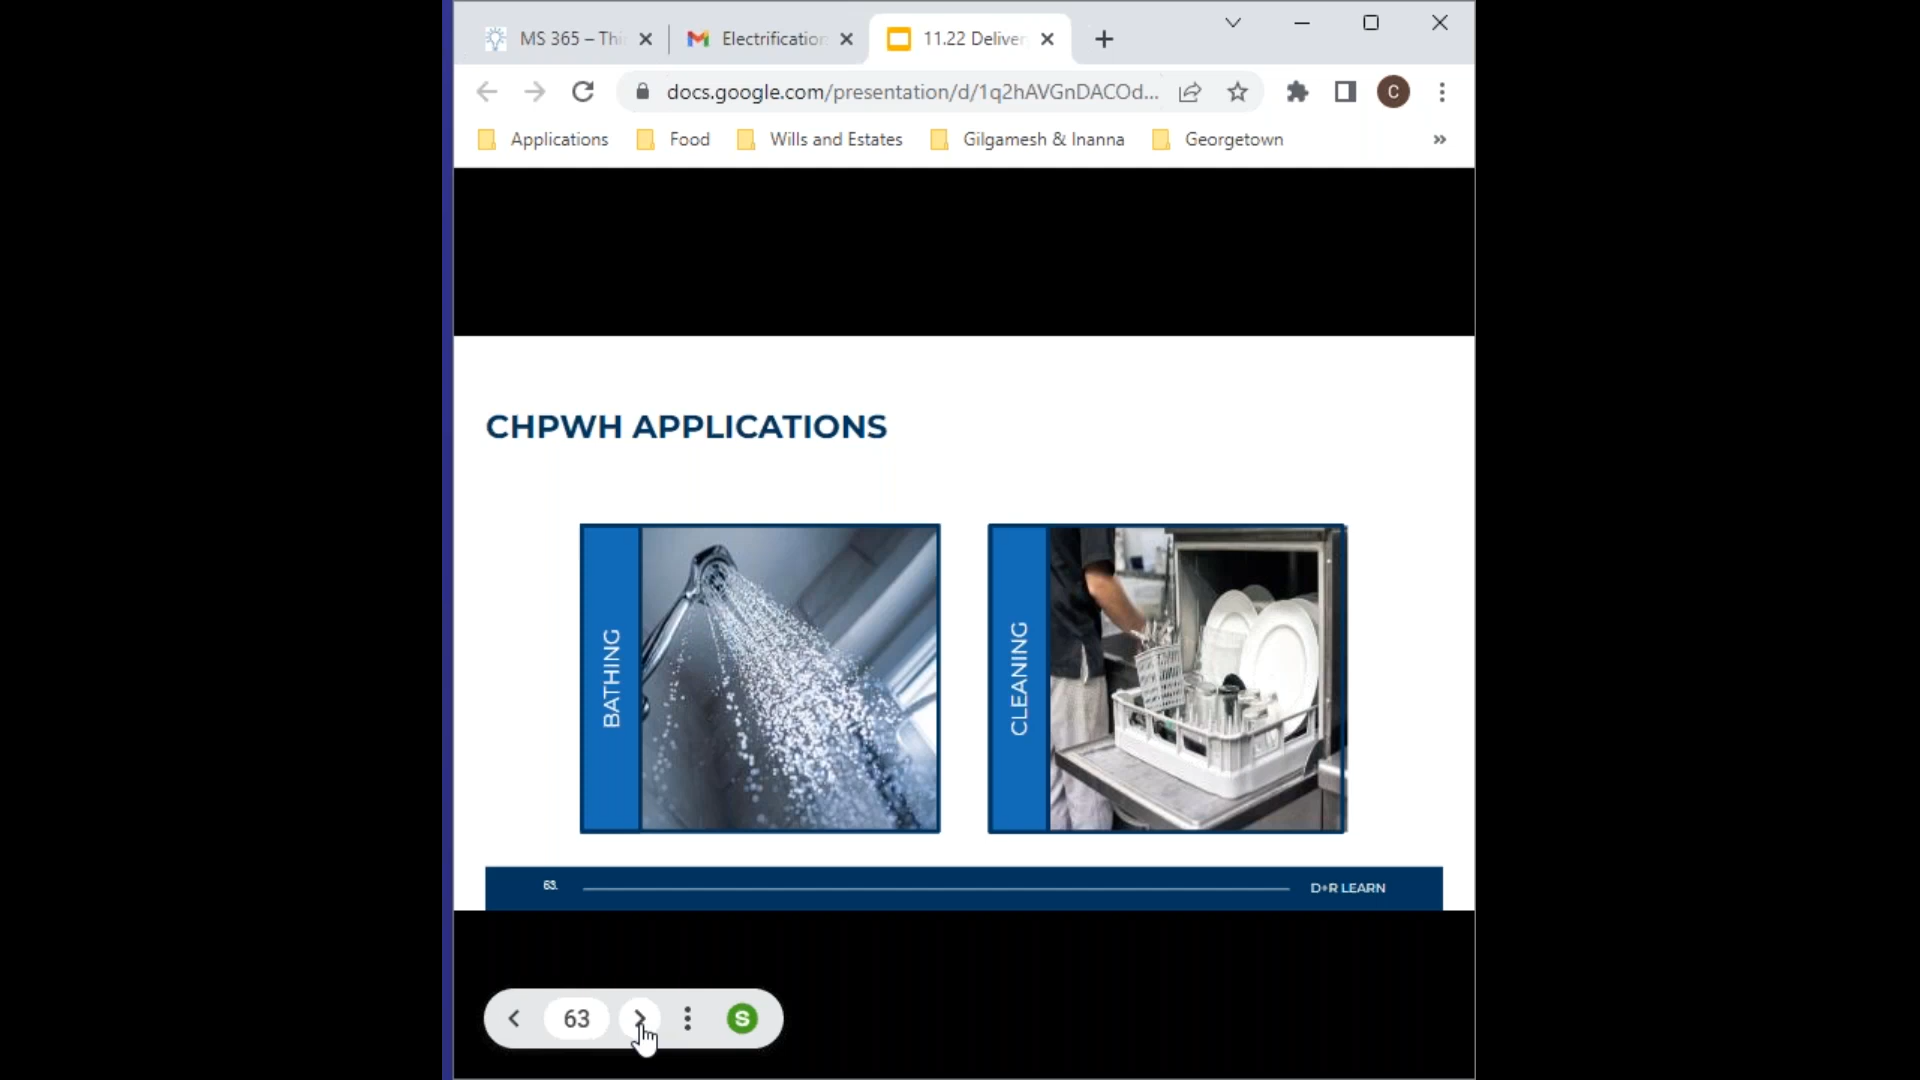 MS 365 – Thi
Electrification
11.22 Deliver
docs.google.com/presentation/d/1q2hAVGnDACOd...
C
Applications
Food
Wills and Estates
Gilgamesh & Inanna
Georgetown
»
CHPWH APPLICATIONS
BATHING
CLEANING
63.
D+R LEARN
63
S